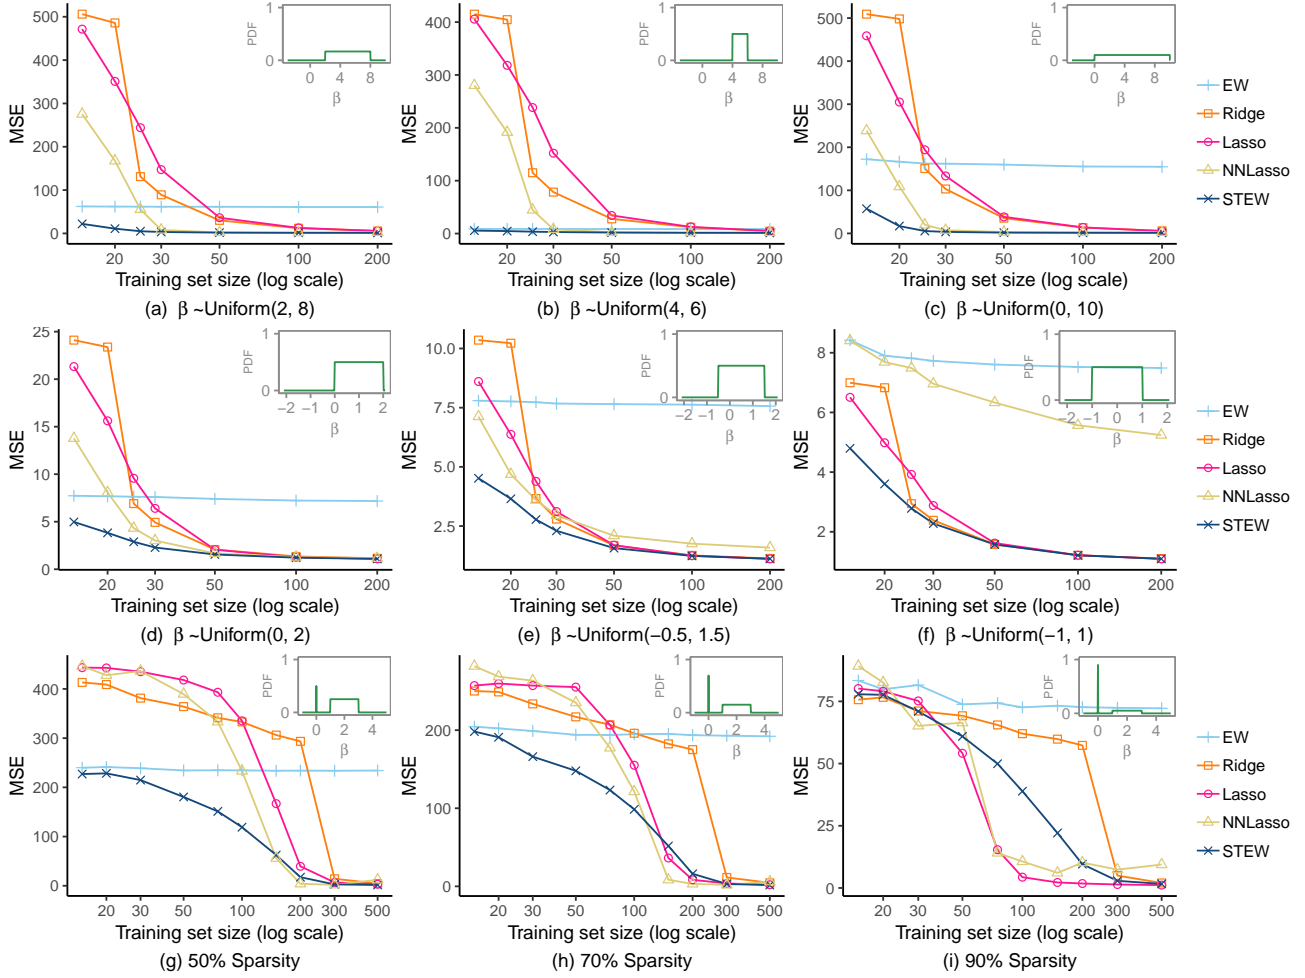 500
400
300
200
100
0
MSE
20 30 50 100 200
Training set size (log scale)
(a) β ~Uniform(2, 8)
PDF
1
0
0 4 8
β
400
300
200
100
0
MSE
20 30 50 100 200
Training set size (log scale)
(b) β ~Uniform(4, 6)
PDF
1
0
0 4 8
β
500
400
300
200
100
0
MSE
20 30 50 100 200
Training set size (log scale)
(c) β ~Uniform(0, 10)
PDF
1
0
0 4 8
β
EW
Ridge
Lasso
NNLasso
STEW
25
20
15
10
5
0
MSE
20 30 50 100 200
Training set size (log scale)
(d) β ~Uniform(0, 2)
PDF
1
0
−2 −1 0 1 2
β
10.0
7.5
5.0
2.5
MSE
20 30 50 100 200
Training set size (log scale)
(e) β ~Uniform(−0.5, 1.5)
PDF
1
0
−2 −1 0 1 2
β
8
6
4
2
MSE
20 30 50 100 200
Training set size (log scale)
(f) β ~Uniform(−1, 1)
PDF
1
0
−2 −1 0 1 2
β
EW
Ridge
Lasso
NNLasso
STEW
400
300
200
100
0
MSE
20 30 50 100 200 300 500
Training set size (log scale)
(g) 50% Sparsity
PDF
1
0
0 2 4
β
200
100
0
MSE
20 30 50 100 200 300 500
Training set size (log scale)
(h) 70% Sparsity
PDF
1
0
0 2 4
β
75
50
25
0
MSE
20 30 50 100 200 300 500
Training set size (log scale)
(i) 90% Sparsity
PDF
1
0
0 2 4
β
EW
Ridge
Lasso
NNLasso
STEW